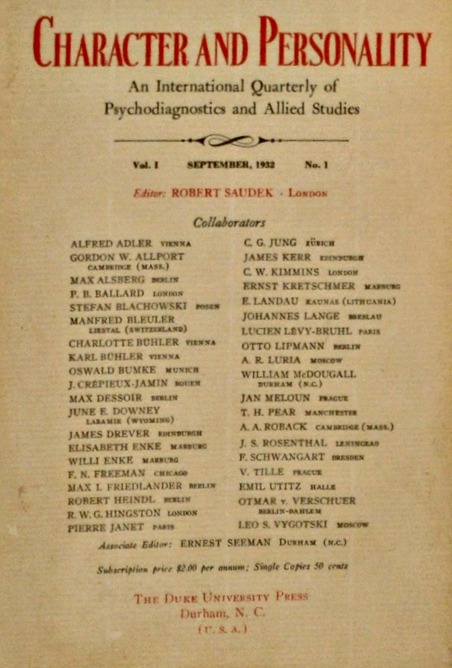 CHARACTER AND PERSONALITY
An International Quarterly of
Psychodiagnostics and Allied Studies
Vol. I SEPTEMBER, 1932 No. 1
Editor: ROBERT SAUDEK - LONDON
Collaborators
ALFRED ADLER VIENNA
GORDON W. ALLPORT
CAMBRIDGE (MASS.)
MAX ALSBERG BERLIN
P. B. BALLARD LONDON
STEFAN BLACHOWSKI POSEN
MANFRED BLEULER
LIESTAL (SWITZERLAND)
CHARLOTTE BÜHLER VIENNA
KARL BÜHLER VIENNA
OSWALD BUMKE MUNICH
J. CRÉPIEUX-JAMIN ROUEN
MAX DESSOIR BERLIN
JUNE E. DOWNEY
LARAMIE (WYOMING)
JAMES DREVER EDINBURGH
ELISABETH ENKE MARBURG
WILLI ENKE MARBURG
F. N. FREEMAN CHICAGO
MAX I. FRIEDLANDER BERLIN
ROBERT HEINDL BERLIN
R. W. G. HINGSTON LONDON
PIERRE JANET PARIS
C. G. JUNG ZÜRICH
JAMES KERR EDINBURGH
C. W. KIMMINS LONDON
ERNST KRETSCHMER MARBURG
E. LANDAU KAUNAS (LITHUANIA)
JOHANNES LANGE BRESLAU
LUCIEN LÉVY-BRUHL PARIS
OTTO LIPMANN BERLIN
A. R. LURIA MOSCOW
WILLIAM McDOUGALL
DURHAM (N.C.)
JAN MELOUN PRAGUE
T. H. PEAR MANCHESTER
A. A. ROBACK CAMBRIDGE (MASS.)
J. S. ROSENTHAL LENINGRAD
F. SCHWANGART DRESDEN
V. TILLE PRAGUE
EMIL UTITZ HALLE
OTMAR v. VERSCHUER
BERLIN-DAHLEM
LEO S. VYGOTSKI MOSCOW
Associate Editor: ERNEST SEEMAN DURHAM (N.C.)
Subscription price $2.00 per annum; Single Copies 50 cents
THE DUKE UNIVERSITY PRESS
Durham, N. C.
(U. S. A.)